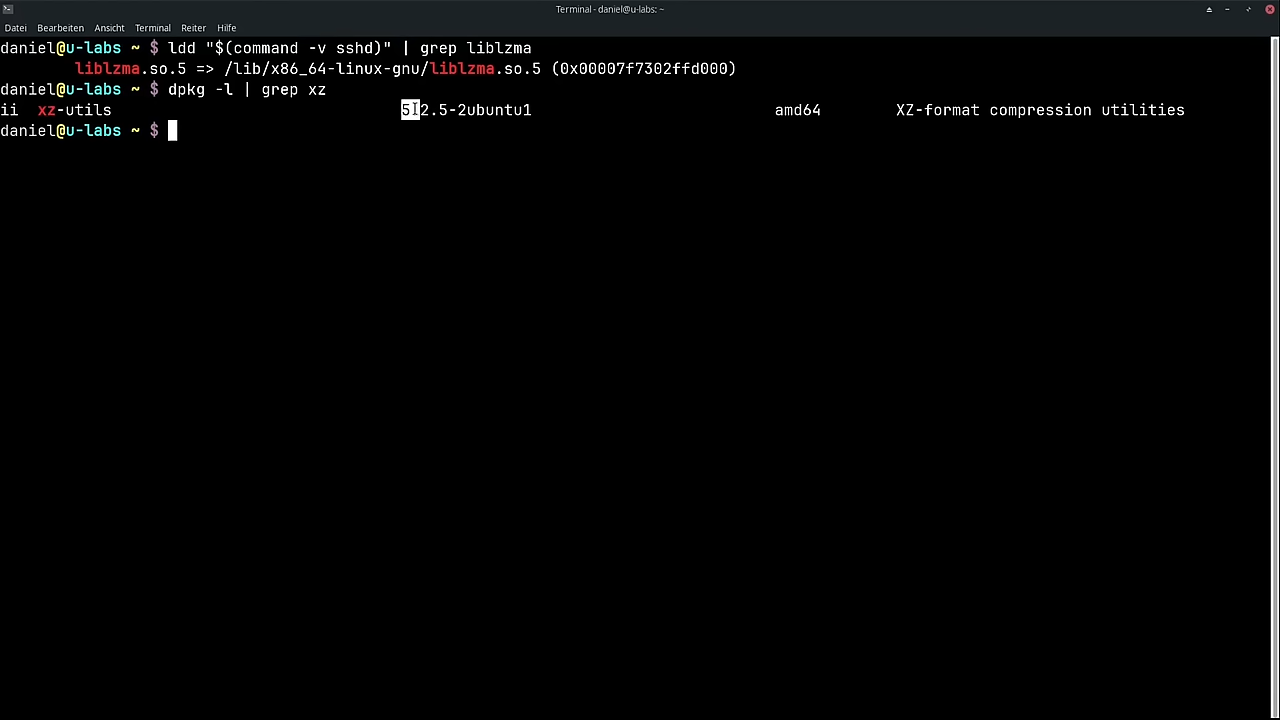 Terminal - daniel@u-labs: ~
Datei Bearbeiten Ansicht Terminal Reiter Hilfe
daniel@u-labs ~ $ ldd "$(command -v sshd)" | grep liblzma
liblzma.so.5 => /lib/x86_64-linux-gnu/liblzma.so.5 (0x00007f7302ffd000)
daniel@u-labs ~ $ dpkg -l | grep xz
ii xz-utils 5.2.5-2ubuntu1 amd64 XZ-format compression utilities
daniel@u-labs ~ $